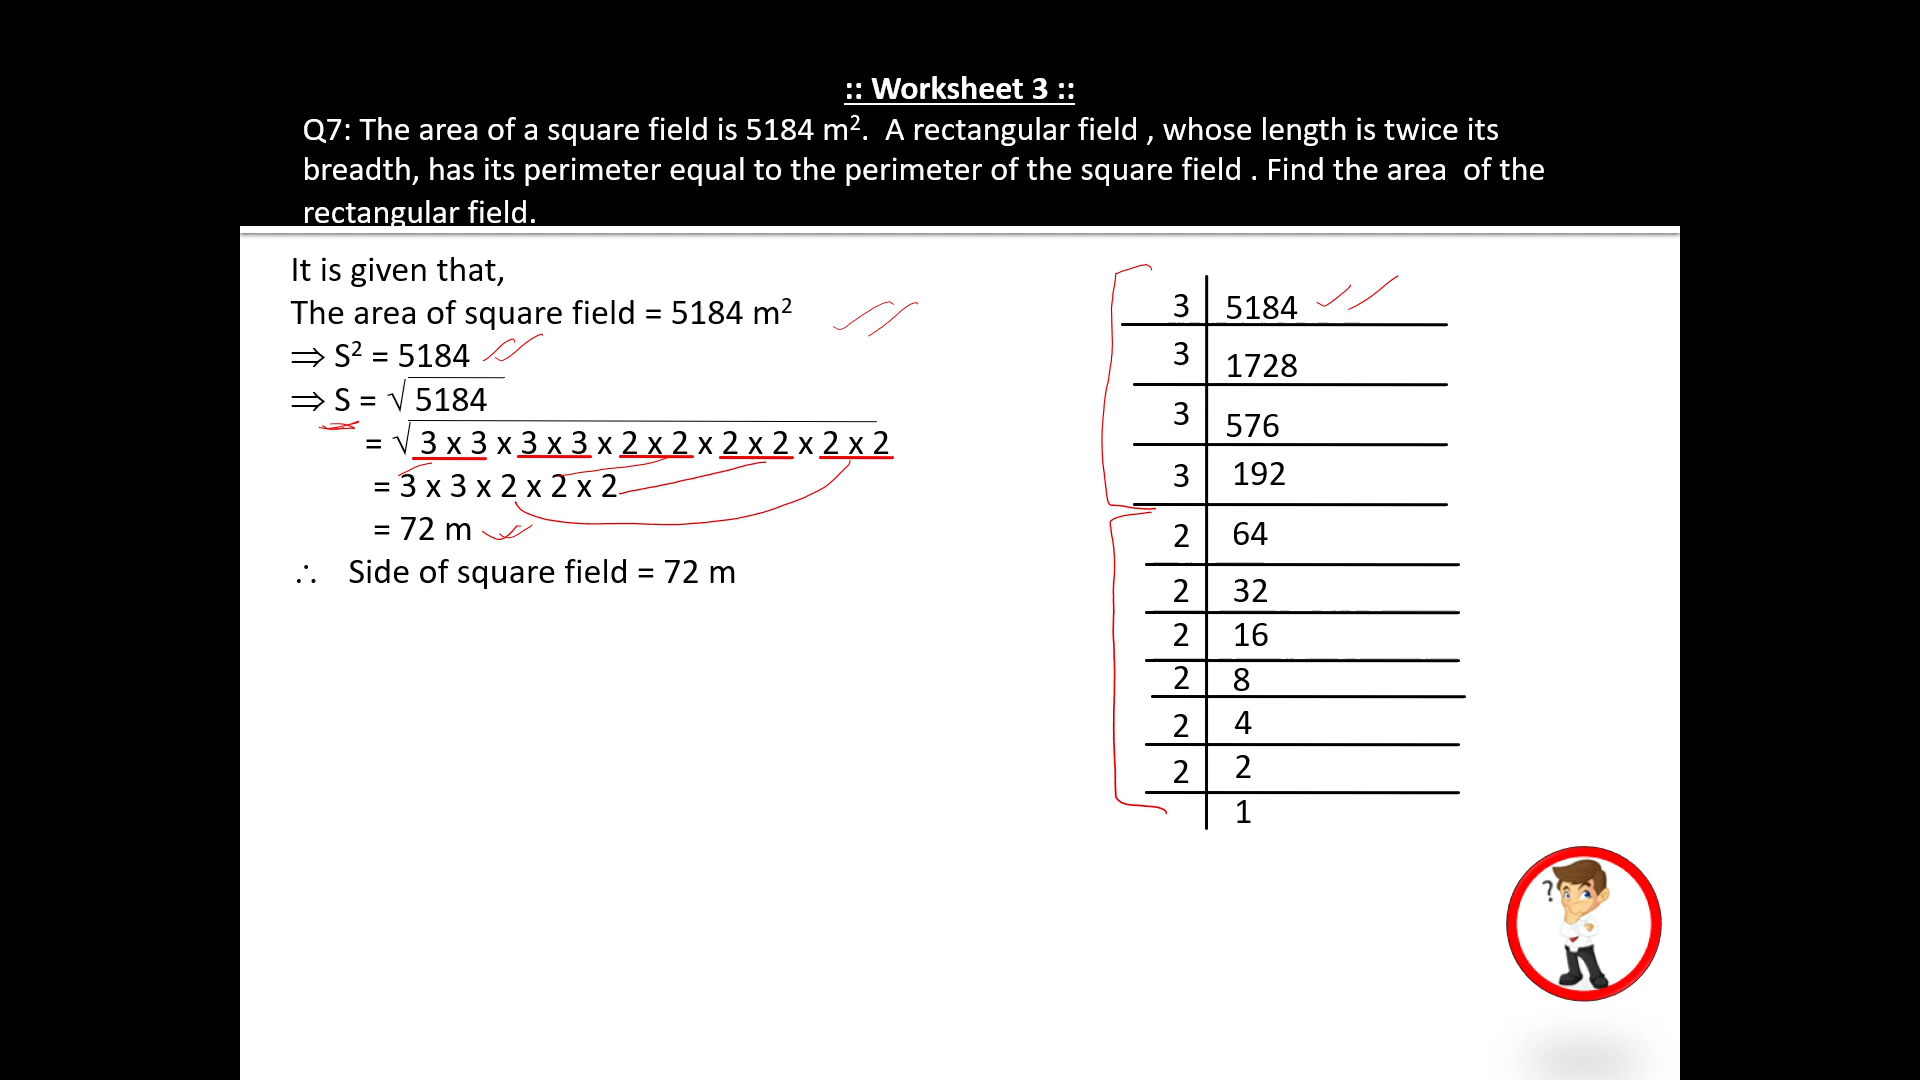 :: Worksheet 3 ::
Q7: The area of a square field is 5184 m². A rectangular field , whose length is twice its
breadth, has its perimeter equal to the perimeter of the square field . Find the area of the
rectangular field.
It is given that,
The area of square field = 5184 m²
⇒ S² = 5184
⇒ S = √5184
= √3 x 3 x 3 x 3 x 2 x 2 x 2 x 2 x 2 x 2
= 3 x 3 x 2 x 2 x 2
= 72 m
∴ Side of square field = 72 m
3 5184
3 1728
3 576
3 192
2 64
2 32
2 16
2 8
2 4
2 2
1
?